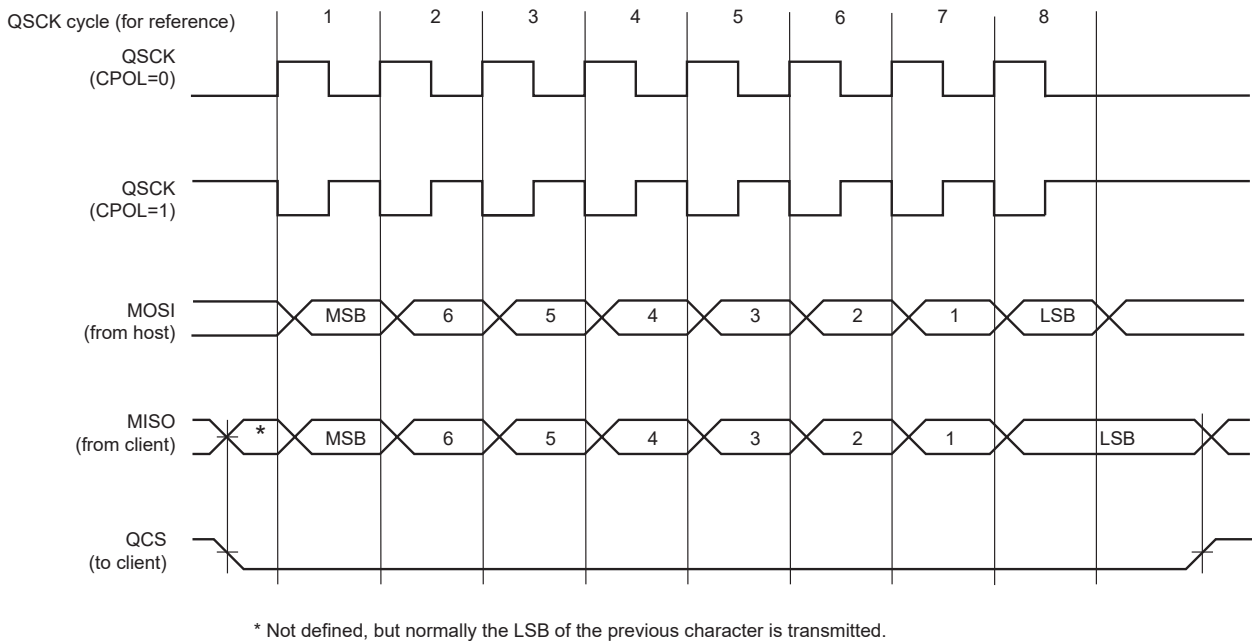 QSCK cycle (for reference)
1 2 3 4 5 6 7 8
QSCK
(CPOL=0)
QSCK
(CPOL=1)
MOSI
(from host)
MSB 6 5 4 3 2 1 LSB
MISO
(from client)
* MSB 6 5 4 3 2 1 LSB
QCS
(to client)
* Not defined, but normally the LSB of the previous character is transmitted.